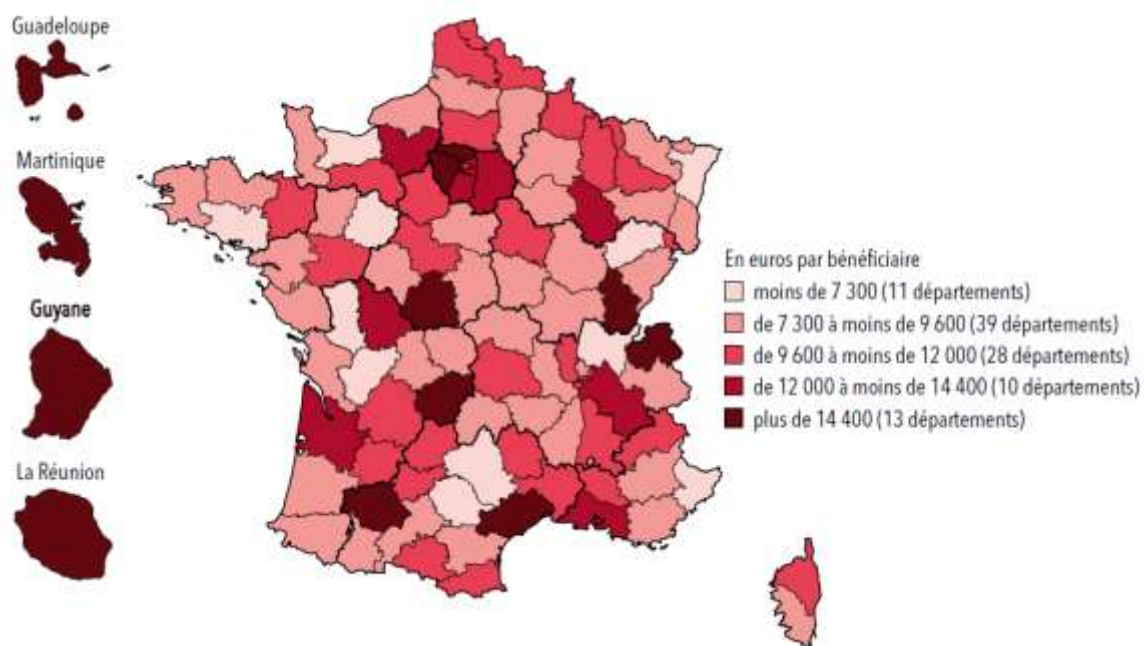 Guadeloupe
Martinique
Guyane
La Réunion
En euros par bénéficiaire
moins de 7 300 (11 départements)
de 7 300 à moins de 9 600 (39 départements)
de 9 600 à moins de 12 000 (28 départements)
de 12 000 à moins de 14 400 (10 départements)
plus de 14 400 (13 départements)